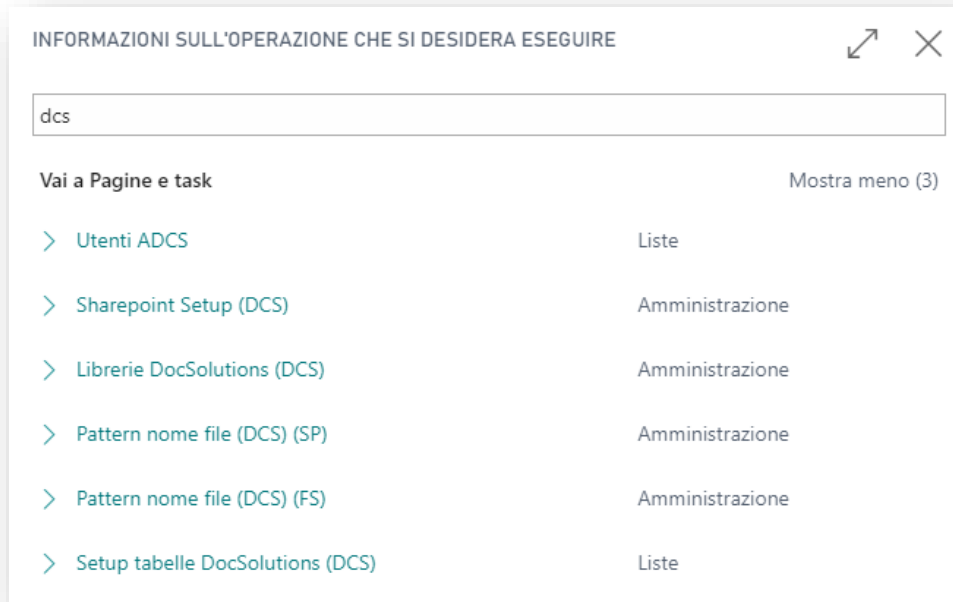 INFORMAZIONI SULL'OPERAZIONE CHE SI DESIDERA ESEGUIRE
dcs
Vai a Pagine e task Mostra meno (3)
Utenti ADCS Liste
Sharepoint Setup (DCS) Amministrazione
Librerie DocSolutions (DCS) Amministrazione
Pattern nome file (DCS) (SP) Amministrazione
Pattern nome file (DCS) (FS) Amministrazione
Setup tabelle DocSolutions (DCS) Liste